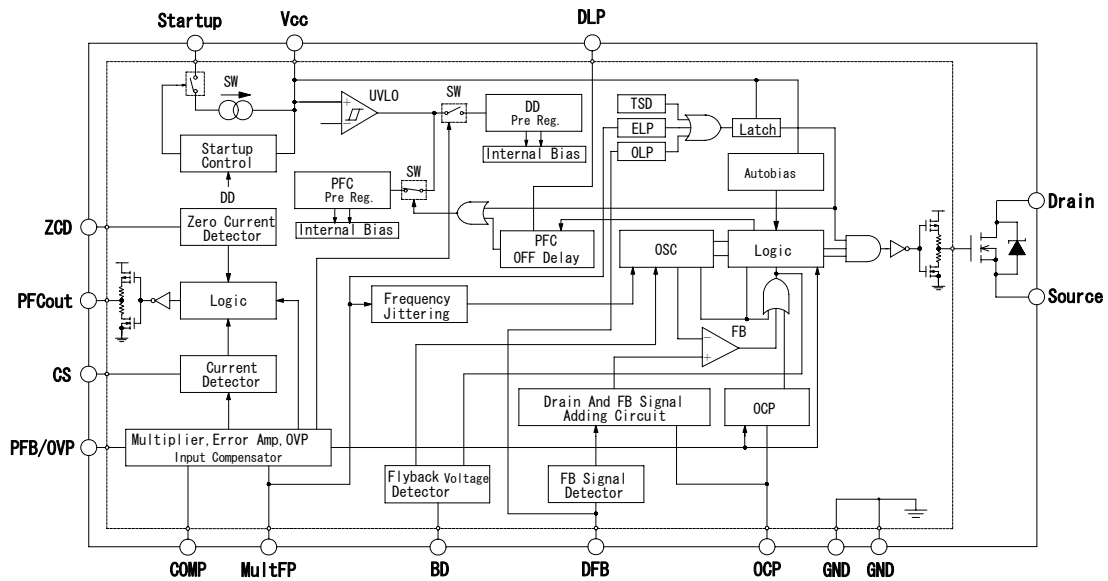 Startup
Vcc
DLP
SW
UVLO
SW
DD
Pre Reg.
Internal Bias
TSD
ELP
OLP
Latch
Startup
Control
DD
SW
PFC
Pre Reg.
Internal Bias
Autobias
Drain
ZCD
Zero Current
Detector
PFC
OFF Delay
OSC
Logic
PFCout
Logic
Frequency
Jittering
Source
FB
CS
Current
Detector
Drain And FB Signal
Adding Circuit
OCP
PFB/OVP
Multiplier, Error Amp, OVP
Input Compensator
Flyback Voltage
Detector
FB Signal
Detector
COMP
MultFP
BD
DFB
OCP
GND
GND